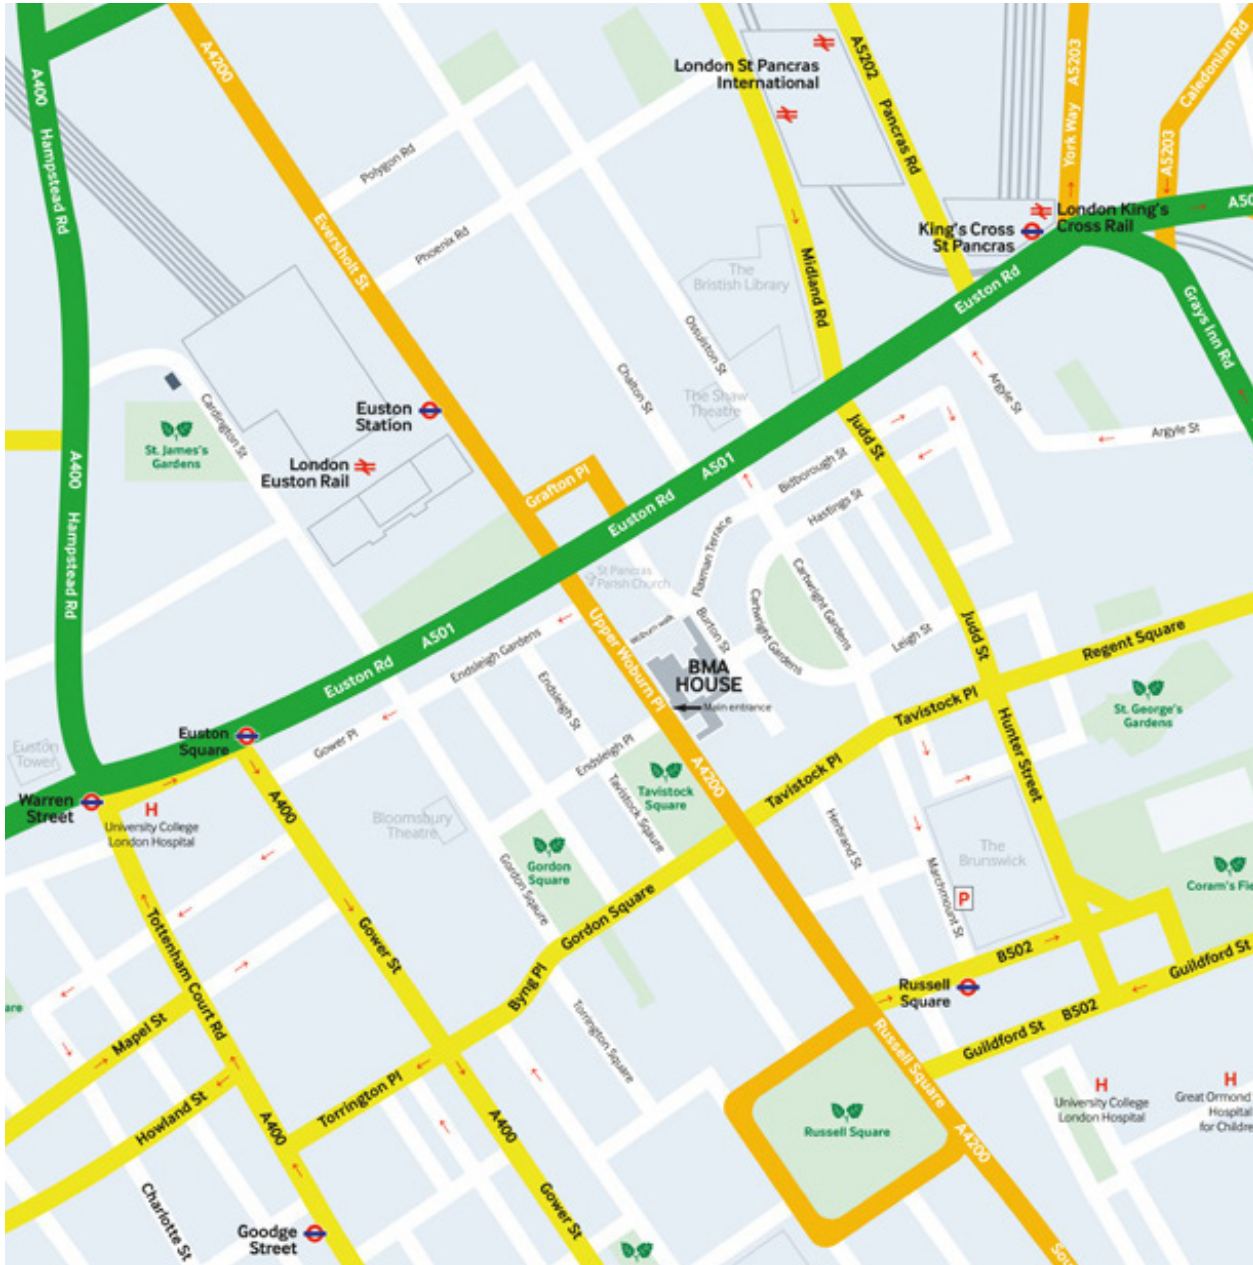 A4200
London St Pancras
International
A5202
Pancras Rd
A5203
York Way
Caledonian Rd
A5203
A400
Hampstead Rd
Polygon Rd
Phoenix Rd
Eversholt St
King's Cross
St Pancras
London King's
Cross Rail
The
Bristish Library
Midland Rd
Euston Rd
Grays Inn Rd
Ossulston St
Chalton St
The Shaw
Theatre
Argyle St
Argyle St
Cardington St
Euston
Station
St. James's
Gardens
London
Euston Rail
A400
Hampstead Rd
Grafton Pl
Euston Rd
A501
Judd St
Bidborough St
Hastings St
Flaxman Terrace
St Pancras
Parish Church
Cartwright Gardens
Cartwright Gardens
Burton St
Leigh St
Judd St
Regent Square
Upper Woburn Pl
A501
Euston Rd
Endsleigh Gardens
Endsleigh St
BMA
HOUSE
Main entrance
Tavistock Pl
St. George's
Gardens
Euston
Tower
Euston
Square
Gower Pl
Endsleigh Pl
Hunter Street
Warren
Street
H
University College
London Hospital
A400
Bloomsbury
Theatre
Tavistock
Square
Tavistock Sqaure
A4200
Tavistock Pl
Herbrand St
The
Brunswick
Gordon
Square
Gordon Sqaure
Gordon Square
Marchmount St
P
Coram's Fie
Tottenham Court Rd
Gower St
Byng Pl
B502
Russell
Square
Guildford St
Guildford St
B502
Mapel St
Howland St
Torrington Pl
Torrington Square
Russell Square
Russell Square
H
University College
London Hospital
H
Great Ormond
Hospital
for Childre
A400
A400
A4200
Charlotte St
Goodge
Street
Gower St